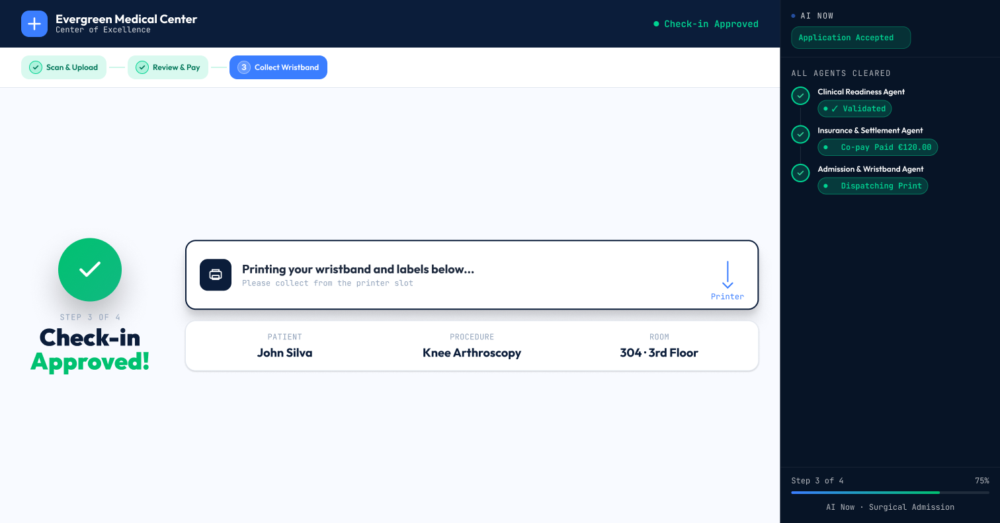 Evergreen Medical Center
Center of Excellence
Check-in Approved
Scan & Upload
Review & Pay
3 Collect Wristband
STEP 3 OF 4
Check-in
Approved!
Printing your wristband and labels below...
Please collect from the printer slot
Printer
PATIENT
John Silva
PROCEDURE
Knee Arthroscopy
ROOM
304 · 3rd Floor
AI NOW
Application Accepted
ALL AGENTS CLEARED
Clinical Readiness Agent
✓ Validated
Insurance & Settlement Agent
Co-pay Paid €120.00
Admission & Wristband Agent
Dispatching Print
Step 3 of 4
75%
AI Now · Surgical Admission